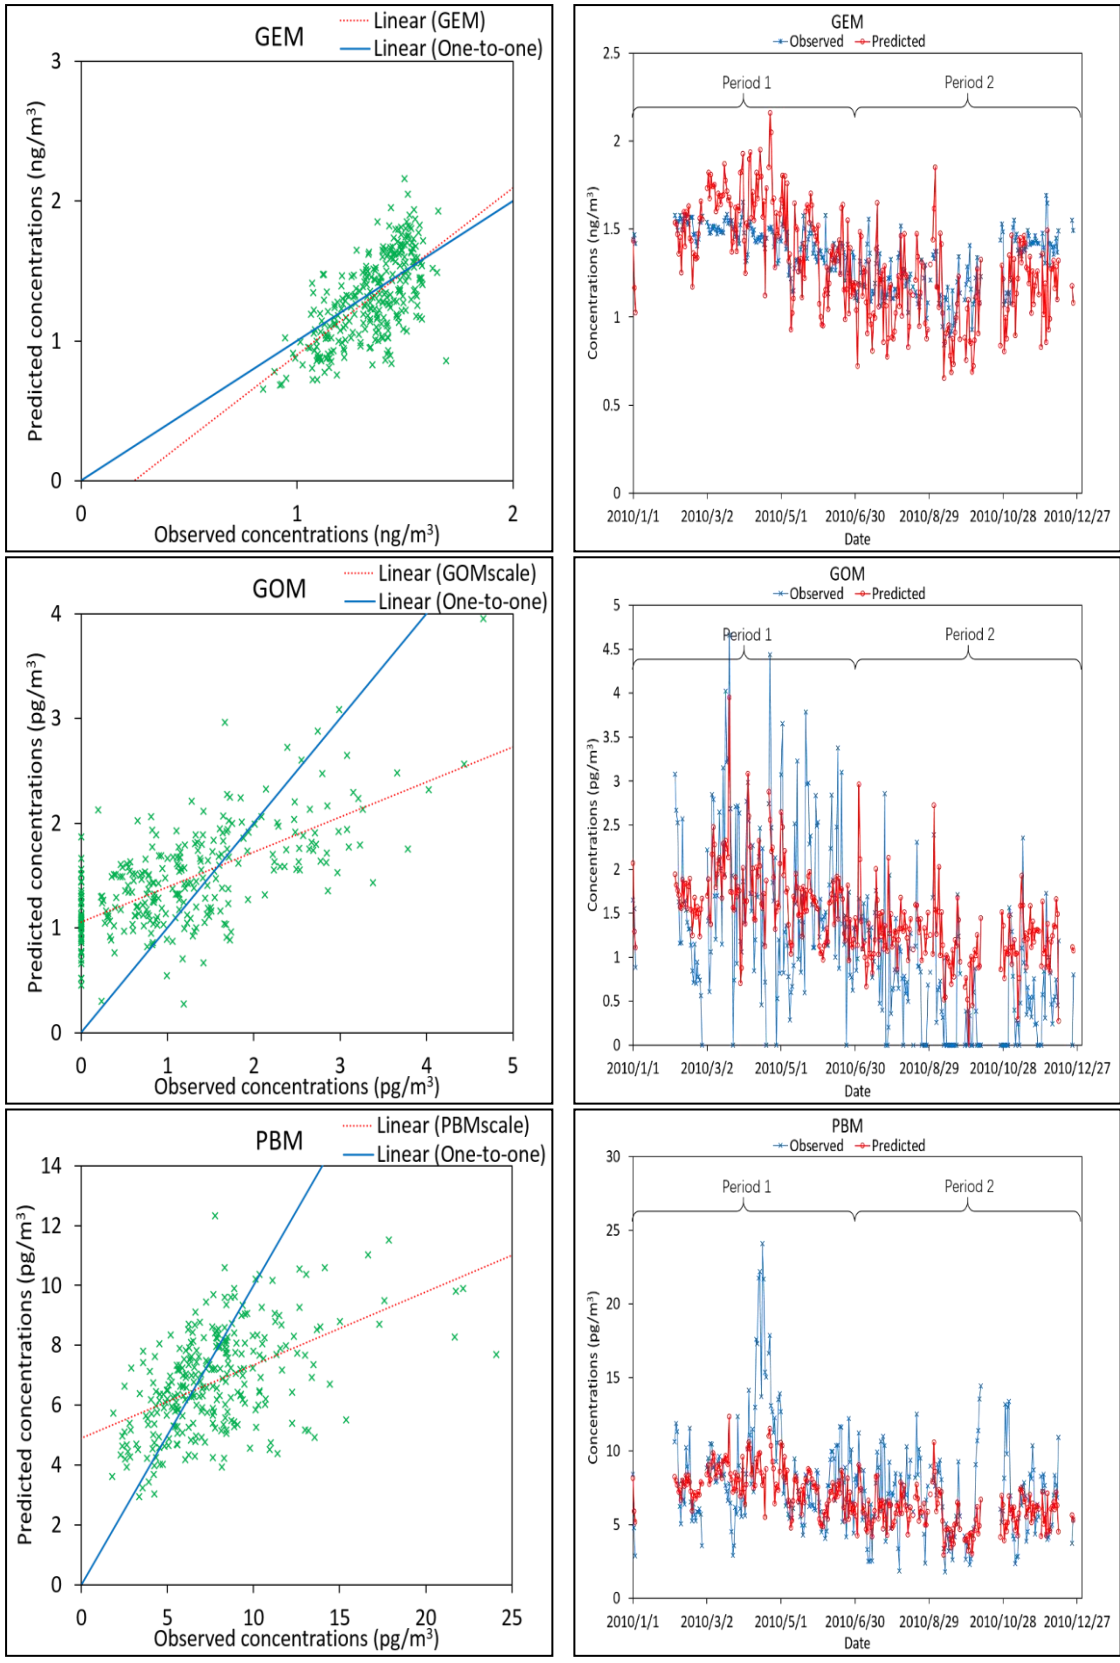 GEM
Linear (GEM)
Linear (One-to-one)
Predicted concentrations (ng/m³)
3
2
1
0
0
1
2
Observed concentrations (ng/m³)
GEM
Observed
Predicted
Period 1
Period 2
Concentrations (ng/m³)
2.5
2
1.5
1
0.5
0
2010/1/1
2010/3/2
2010/5/1
2010/6/30
2010/8/29
2010/10/28
2010/12/27
Date
GOM
Linear (GOMscale)
Linear (One-to-one)
Predicted concentrations (pg/m³)
4
3
2
1
0
0
1
2
3
4
5
Observed concentrations (pg/m³)
GOM
Observed
Predicted
Period 1
Period 2
Concentrations (pg/m³)
5
4.5
4
3.5
3
2.5
2
1.5
1
0.5
0
2010/1/1
2010/3/2
2010/5/1
2010/6/30
2010/8/29
2010/10/28
2010/12/27
Date
PBM
Linear (PBMscale)
Linear (One-to-one)
Predicted concentrations (pg/m³)
14
12
10
8
6
4
2
0
0
5
10
15
20
25
Observed concentrations (pg/m³)
PBM
Observed
Predicted
Period 1
Period 2
Concentrations (pg/m³)
30
25
20
15
10
5
0
2010/1/1
2010/3/2
2010/5/1
2010/6/30
2010/8/29
2010/10/28
2010/12/27
Date